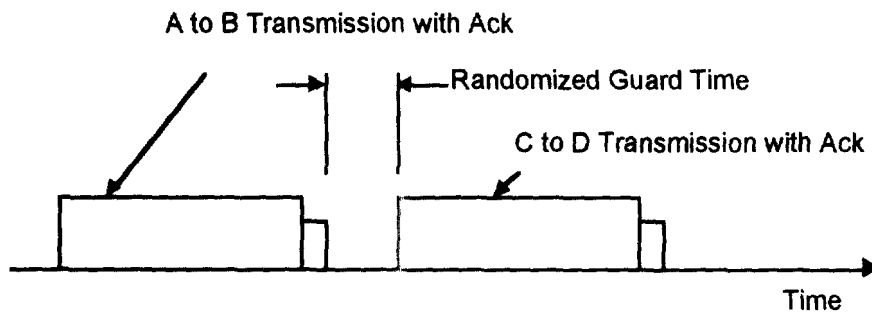 A to B Transmission with Ack
Randomized Guard Time
C to D Transmission with Ack
Time